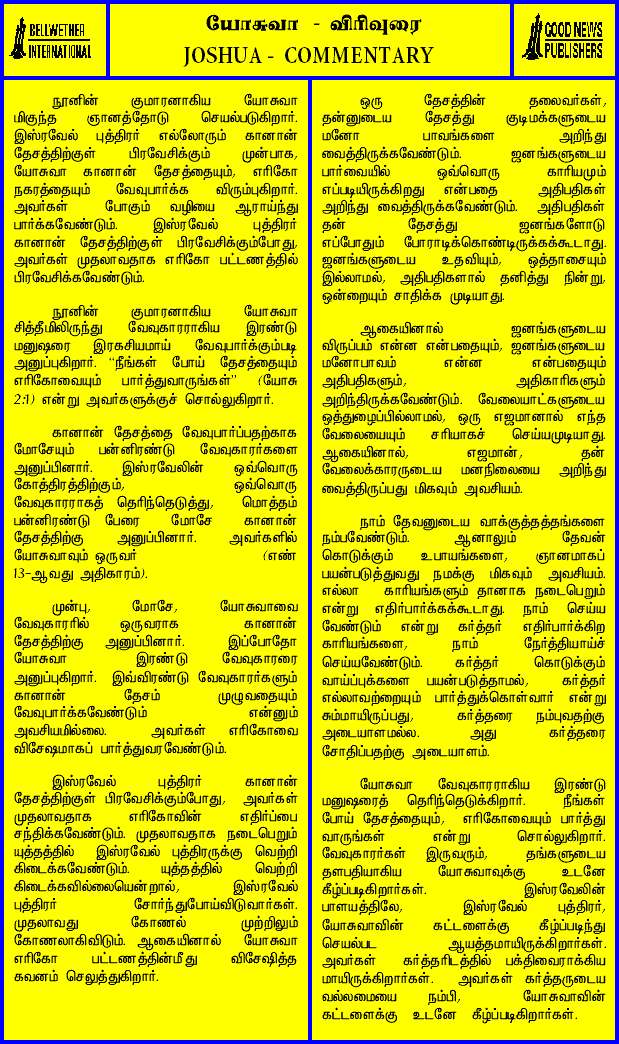 BELLWETHER
INTERNATIONAL
யோசுவா - விரிவுரை
JOSHUA - COMMENTARY
GOOD NEWS
PUBLISHERS
நூனின் குமாரனாகிய யோசுவா
மிகுந்த ஞானத்தோடு செயல்படுகிறார்.
இஸ்ரவேல் புத்திரர் எல்லோரும் கானான்
தேசத்திற்குள் பிரவேசிக்கும் முன்பாக,
யோசுவா கானான் தேசத்தையும், எரிகோ
நகரத்தையும் வேவுபார்க்க விரும்புகிறார்.
அவர்கள் போகும் வழியை ஆராய்ந்து
பார்க்கவேண்டும். இஸ்ரவேல் புத்திரர்
கானான் தேசத்திற்குள் பிரவேசிக்கும்போது,
அவர்கள் முதலாவதாக எரிகோ பட்டணத்தில்
பிரவேசிக்கவேண்டும்.
நூனின் குமாரனாகிய யோசுவா
சித்தீமிலிருந்து வேவுகாரராகிய இரண்டு
மனுஷரை இரகசியமாய் வேவுபார்க்கும்படி
அனுப்புகிறார். “நீங்கள் போய் தேசத்தையும்
எரிகோவையும் பார்த்துவாருங்கள்” (யோசு
2:1) என்று அவர்களுக்குச் சொல்லுகிறார்.
கானான் தேசத்தை வேவுபார்ப்பதற்காக
மோசேயும் பன்னிரண்டு வேவுகாரர்களை
அனுப்பினார். இஸ்ரவேலின் ஒவ்வொரு
கோத்திரத்திற்கும், ஒவ்வொரு
வேவுகாரராகத் தெரிந்தெடுத்து, மொத்தம்
பன்னிரண்டு பேரை மோசே கானான்
தேசத்திற்கு அனுப்பினார். அவர்களில்
யோசுவாவும் ஒருவர் (எண்
13-ஆவது அதிகாரம்).
முன்பு, மோசே, யோசுவாவை
வேவுகாரரில் ஒருவராக கானான்
தேசத்திற்கு அனுப்பினார். இப்போதோ
யோசுவா இரண்டு வேவுகாரரை
அனுப்புகிறார். இவ்விரண்டு வேவுகாரர்களும்
கானான் தேசம் முழுவதையும்
வேவுபார்க்கவேண்டும் என்னும்
அவசியமில்லை. அவர்கள் எரிகோவை
விசேஷமாகப் பார்த்துவரவேண்டும்.
இஸ்ரவேல் புத்திரர் கானான்
தேசத்திற்குள் பிரவேசிக்கும்போது, அவர்கள்
முதலாவதாக எரிகோவின் எதிர்ப்பை
சந்திக்கவேண்டும். முதலாவதாக நடைபெறும்
யுத்தத்தில் இஸ்ரவேல் புத்திரருக்கு வெற்றி
கிடைக்கவேண்டும். யுத்தத்தில் வெற்றி
கிடைக்கவில்லையென்றால், இஸ்ரவேல்
புத்திரர் சோர்ந்துபோய்விடுவார்கள்.
முதலாவது கோணல் முற்றிலும்
கோணலாகிவிடும். ஆகையினால் யோசுவா
எரிகோ பட்டணத்தின்மீது விசேஷித்த
கவனம் செலுத்துகிறார்.
ஒரு தேசத்தின் தலைவர்கள்,
தன்னுடைய தேசத்து குடிமக்களுடைய
மனோ பாவங்களை அறிந்து
வைத்திருக்கவேண்டும். ஜனங்களுடைய
பார்வையில் ஒவ்வொரு காரியமும்
எப்படியிருக்கிறது என்பதை அதிபதிகள்
அறிந்து வைத்திருக்கவேண்டும். அதிபதிகள்
தன் தேசத்து ஜனங்களோடு
எப்போதும் போராடிக்கொண்டிருக்கக்கூடாது.
ஜனங்களுடைய உதவியும், ஒத்தாசையும்
இல்லாமல், அதிபதிகளால் தனித்து நின்று,
ஒன்றையும் சாதிக்க முடியாது.
ஆகையினால் ஜனங்களுடைய
விருப்பம் என்ன என்பதையும், ஜனங்களுடைய
மனோபாவம் என்ன என்பதையும்
அதிபதிகளும், அதிகாரிகளும்
அறிந்திருக்கவேண்டும். வேலையாட்களுடைய
ஒத்துழைப்பில்லாமல், ஒரு எஜமானால் எந்த
வேலையையும் சரியாகச் செய்யமுடியாது.
ஆகையினால், எஜமான், தன்
வேலைக்காரருடைய மனநிலையை அறிந்து
வைத்திருப்பது மிகவும் அவசியம்.
நாம் தேவனுடைய வாக்குத்தத்தங்களை
நம்பவேண்டும். ஆனாலும் தேவன்
கொடுக்கும் உபாயங்களை, ஞானமாகப்
பயன்படுத்துவது நமக்கு மிகவும் அவசியம்.
எல்லா காரியங்களும் தானாக நடைபெறும்
என்று எதிர்பார்க்கக்கூடாது. நாம் செய்ய
வேண்டும் என்று கர்த்தர் எதிர்பார்க்கிற
காரியங்களை, நாம் நேர்த்தியாய்ச்
செய்யவேண்டும். கர்த்தர் கொடுக்கும்
வாய்ப்புக்களை பயன்படுத்தாமல், கர்த்தர்
எல்லாவற்றையும் பார்த்துக்கொள்வார் என்று
சும்மாயிருப்பது, கர்த்தரை நம்புவதற்கு
அடையாளமல்ல. அது கர்த்தரை
சோதிப்பதற்கு அடையாளம்.
யோசுவா வேவுகாரராகிய இரண்டு
மனுஷரைத் தெரிந்தெடுக்கிறார். நீங்கள்
போய் தேசத்தையும், எரிகோவையும் பார்த்து
வாருங்கள் என்று சொல்லுகிறார்.
வேவுகாரர்கள் இருவரும், தங்களுடைய
தளபதியாகிய யோசுவாவுக்கு உடனே
கீழ்ப்படிகிறார்கள். இஸ்ரவேலின்
பாளயத்திலே, இஸ்ரவேல் புத்திரர்,
யோசுவாவின் கட்டளைக்கு கீழ்ப்படிந்து
செயல்பட ஆயத்தமாயிருக்கிறார்கள்.
அவர்கள் கர்த்தரிடத்தில் பக்திவைராக்கிய
மாயிருக்கிறார்கள். அவர்கள் கர்த்தருடைய
வல்லமையை நம்பி, யோசுவாவின்
கட்டளைக்கு உடனே கீழ்ப்படிகிறார்கள்.